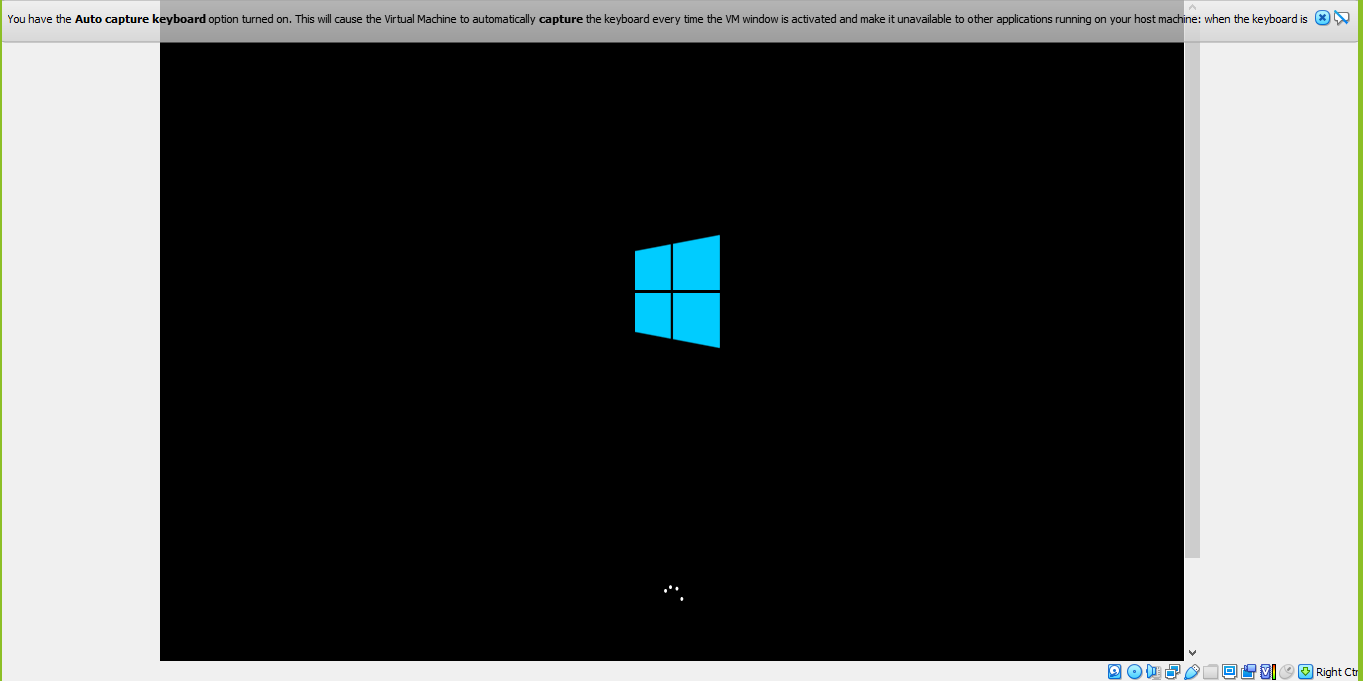 You have the Auto capture keyboard option turned on. This will cause the Virtual Machine to automatically capture the keyboard every time the VM window is activated and make it unavailable to other applications running on your host machine: when the keyboard is
Right Ctr